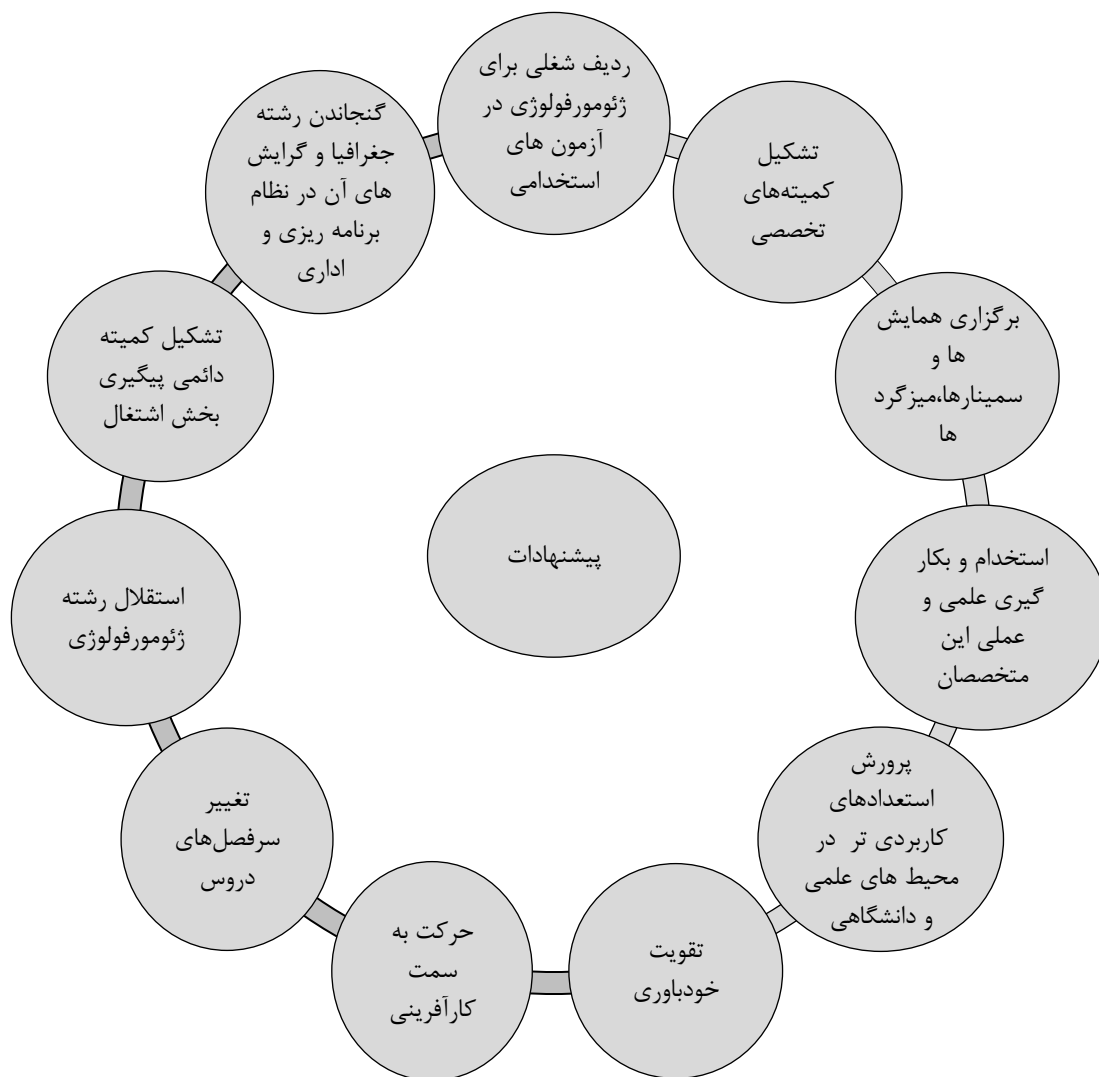 ردیف شغلی برای
ژئومورفولوژی در
آزمون های
استخدامی
تشکیل
کمیته‌های
تخصصی
برگزاری همایش
ها و
سمینارها،میزگرد
ها
استخدام و بکار
گیری علمی و
عملی این
متخصصان
پرورش
استعدادهای
کاربردی تر در
محیط های علمی
و دانشگاهی
تقویت
خودباوری
حرکت به
سمت
کارآفرینی
تغییر
سرفصل‌های
دروس
استقلال رشته
ژئومورفولوژی
تشکیل کمیته
دائمی پیگیری
بخش اشتغال
گنجاندن رشته
جغرافیا و گرایش
های آن در نظام
برنامه ریزی و
اداری
پیشنهادات